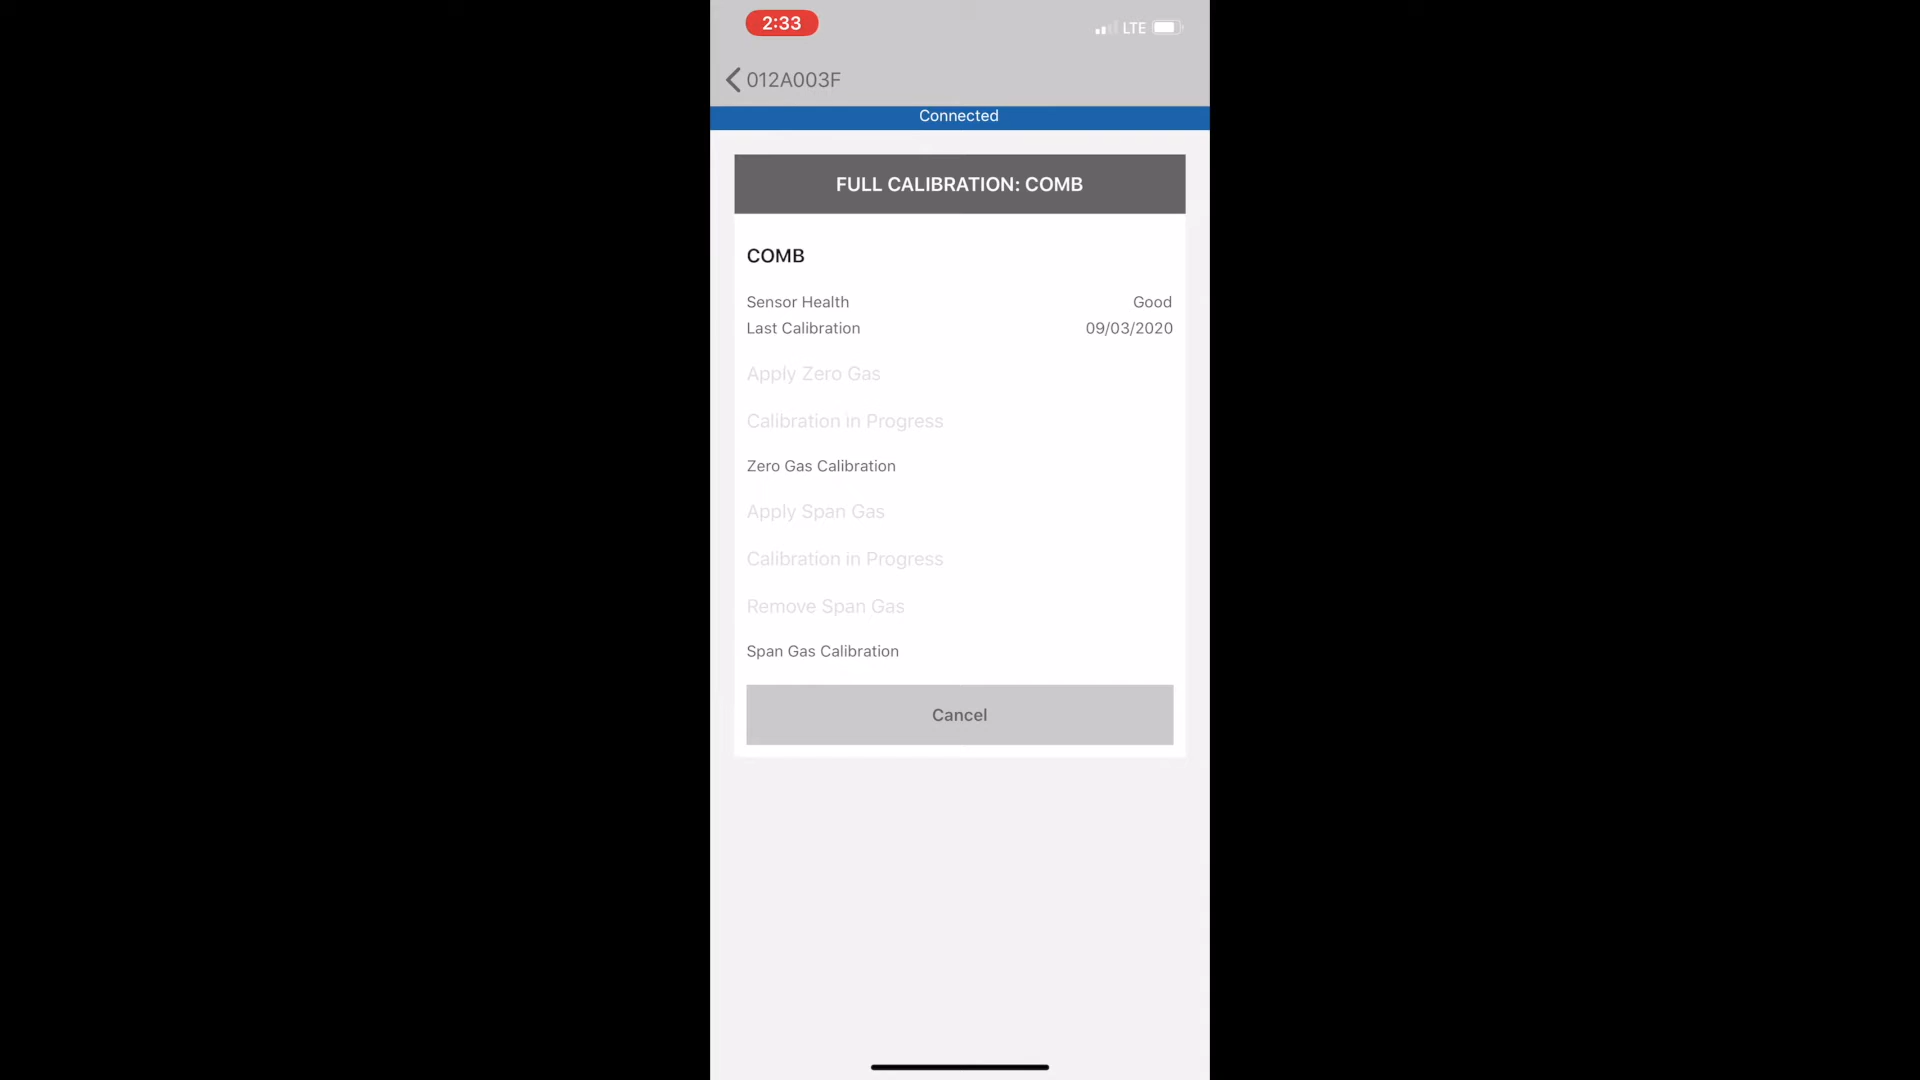 2:33
LTE
012A003F
Connected
FULL CALIBRATION: COMB
COMB
Sensor Health Good
Last Calibration 09/03/2020
Apply Zero Gas
Calibration in Progress
Zero Gas Calibration
Apply Span Gas
Calibration in Progress
Remove Span Gas
Span Gas Calibration
Cancel